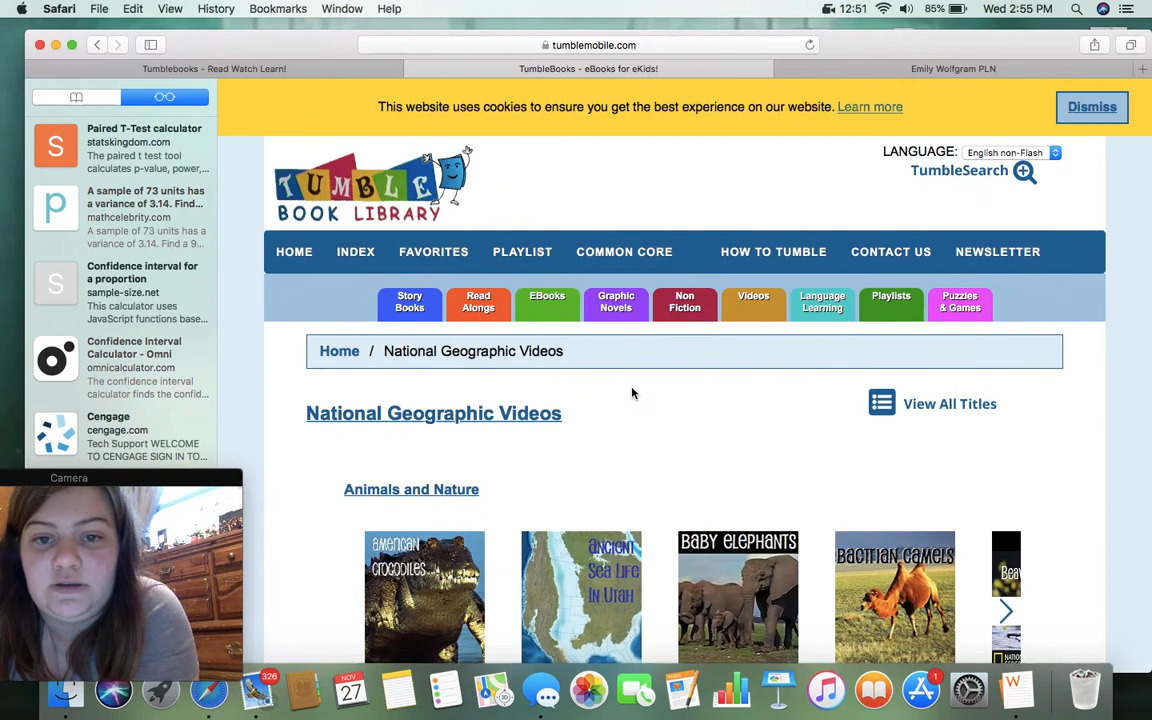 Safari File Edit View History Bookmarks Window Help 12:51 85% Wed 2:55 PM
tumblemobile.com
Tumblebooks - Read Watch Learn! TumbleBooks - eBooks for eKids! Emily Wolfgram PLN
This website uses cookies to ensure you get the best experience on our website. Learn more Dismiss
Paired T-Test calculator
statskingdom.com
The paired t test tool
calculates p-value, power,...
A sample of 73 units has
a variance of 3.14. Find...
mathcelebrity.com
A sample of 73 units has a
variance of 3.14. Find a 9...
Confidence interval for
a proportion
sample-size.net
This calculator uses
JavaScript functions base...
Confidence Interval
Calculator - Omni
omnicalculator.com
The confidence interval
calculator finds the confid...
Cengage
cengage.com
Tech Support WELCOME
TO CENGAGE SIGN IN TO...
S
p
S
Camera
TUMBLE
BOOK LIBRARY
LANGUAGE: English non-Flash
TumbleSearch
HOME INDEX FAVORITES PLAYLIST COMMON CORE HOW TO TUMBLE CONTACT US NEWSLETTER
Story
Books
Read
Alongs
EBooks
Graphic
Novels
Non
Fiction
Videos
Language
Learning
Playlists
Puzzles
& Games
Home / National Geographic Videos
National Geographic Videos
View All Titles
Animals and Nature
AMERICAN
CROCODILES
ANCIENT
SEA LIFE
IN UTAH
BABY ELEPHANTS
BACTIAN CAMELS
Bea
326
NOV
27
1
W